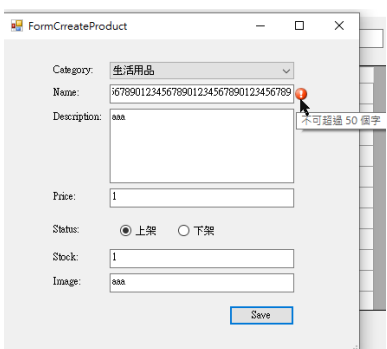 FormCrreateProduct
Category: 生活用品
Name: 56789012345678901234567890123456789
不可超過 50 個字
Description: aaa
Price: 1
Status: 上架 下架
Stock: 1
Image: aaa
Save